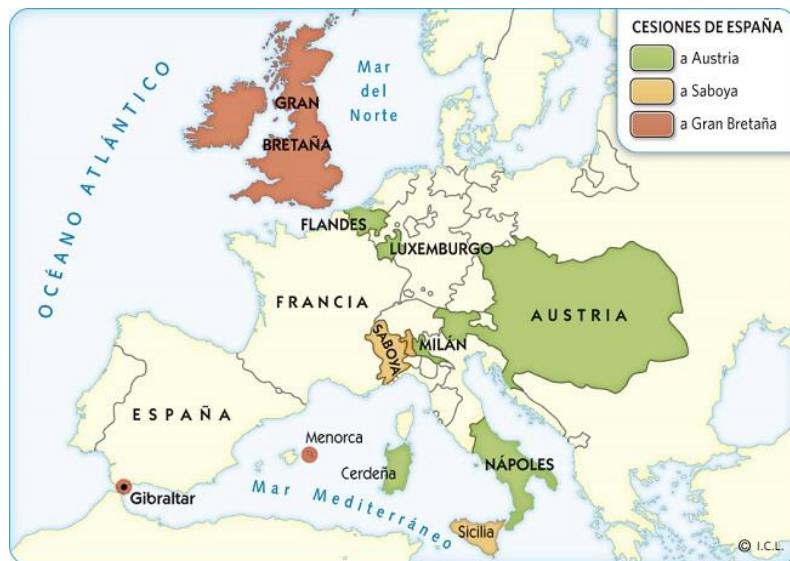 CESIONES DE ESPAÑA
a Austria
a Saboya
a Gran Bretaña
OCÉANO ATLÁNTICO
Mar
del
Norte
GRAN
BRETAÑA
FLANDES
LUXEMBURGO
FRANCIA
AUSTRIA
SABOYA
MILÁN
ESPAÑA
Menorca
Cerdeña
NÁPOLES
Gibraltar
Mar Mediterráneo
Sicilia
© I.C.L.